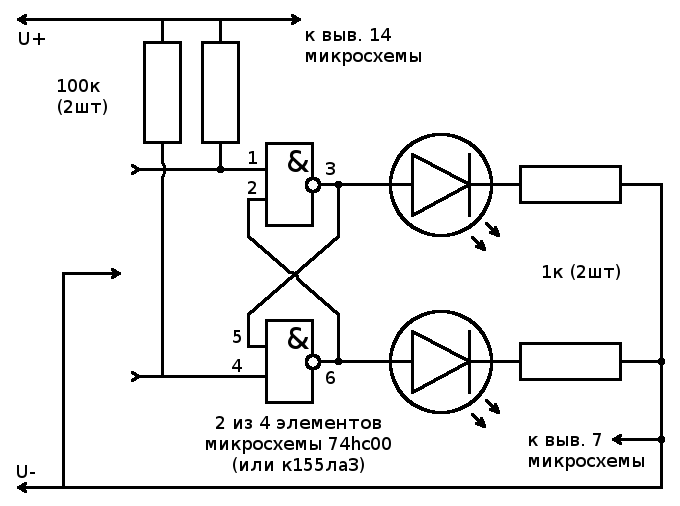 U+
к выв. 14
микросхемы
100к
(2шт)
1
&
3
2
1к (2шт)
5
&
4
6
2 из 4 элементов
микросхемы 74hc00
(или к155ла3)
к выв. 7
микросхемы
U-